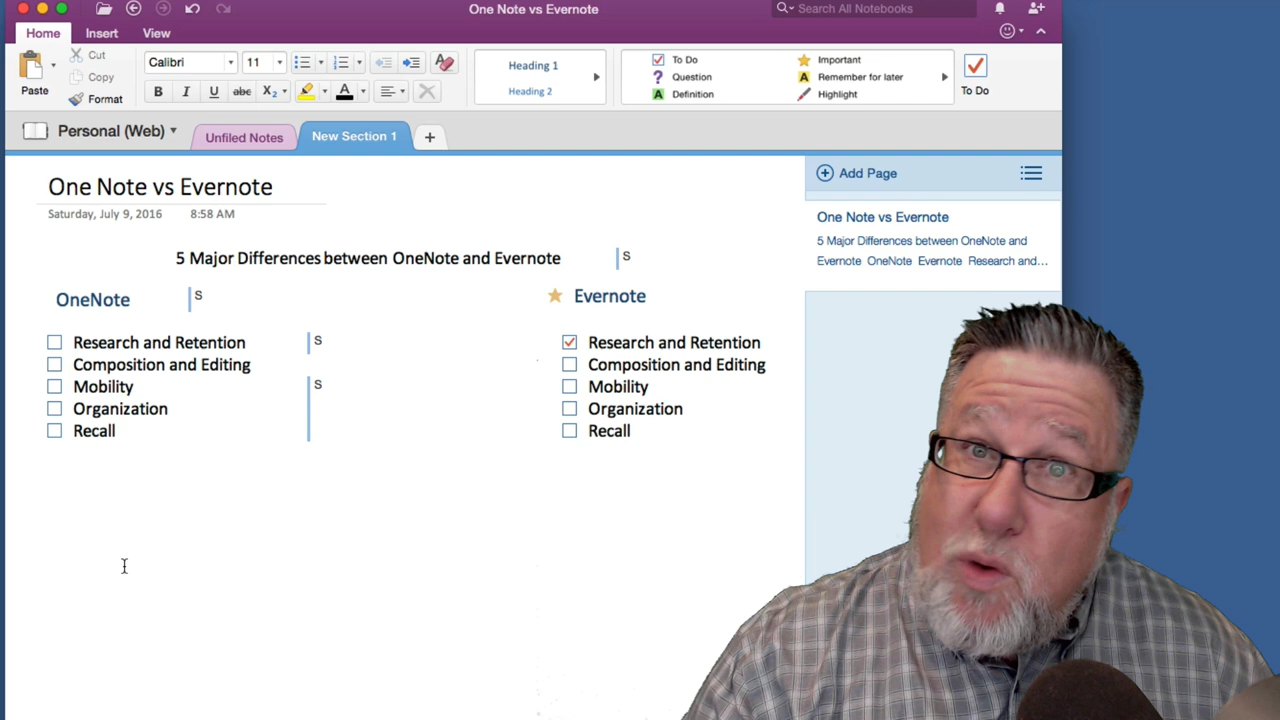 One Note vs Evernote
Search All Notebooks
Home Insert View
Cut
Copy
Paste Format
Calibri 11
B I U abc X2 A
Heading 1
Heading 2
To Do Important
? Question A Remember for later
A Definition Highlight
To Do
Personal (Web) Unfiled Notes New Section 1 +
One Note vs Evernote
Saturday, July 9, 2016 8:58 AM
5 Major Differences between OneNote and Evernote S
OneNote S
Research and Retention S
Composition and Editing
Mobility S
Organization
Recall
Evernote
Research and Retention
Composition and Editing
Mobility
Organization
Recall
Add Page
One Note vs Evernote
5 Major Differences between OneNote and
Evernote OneNote Evernote Research and...